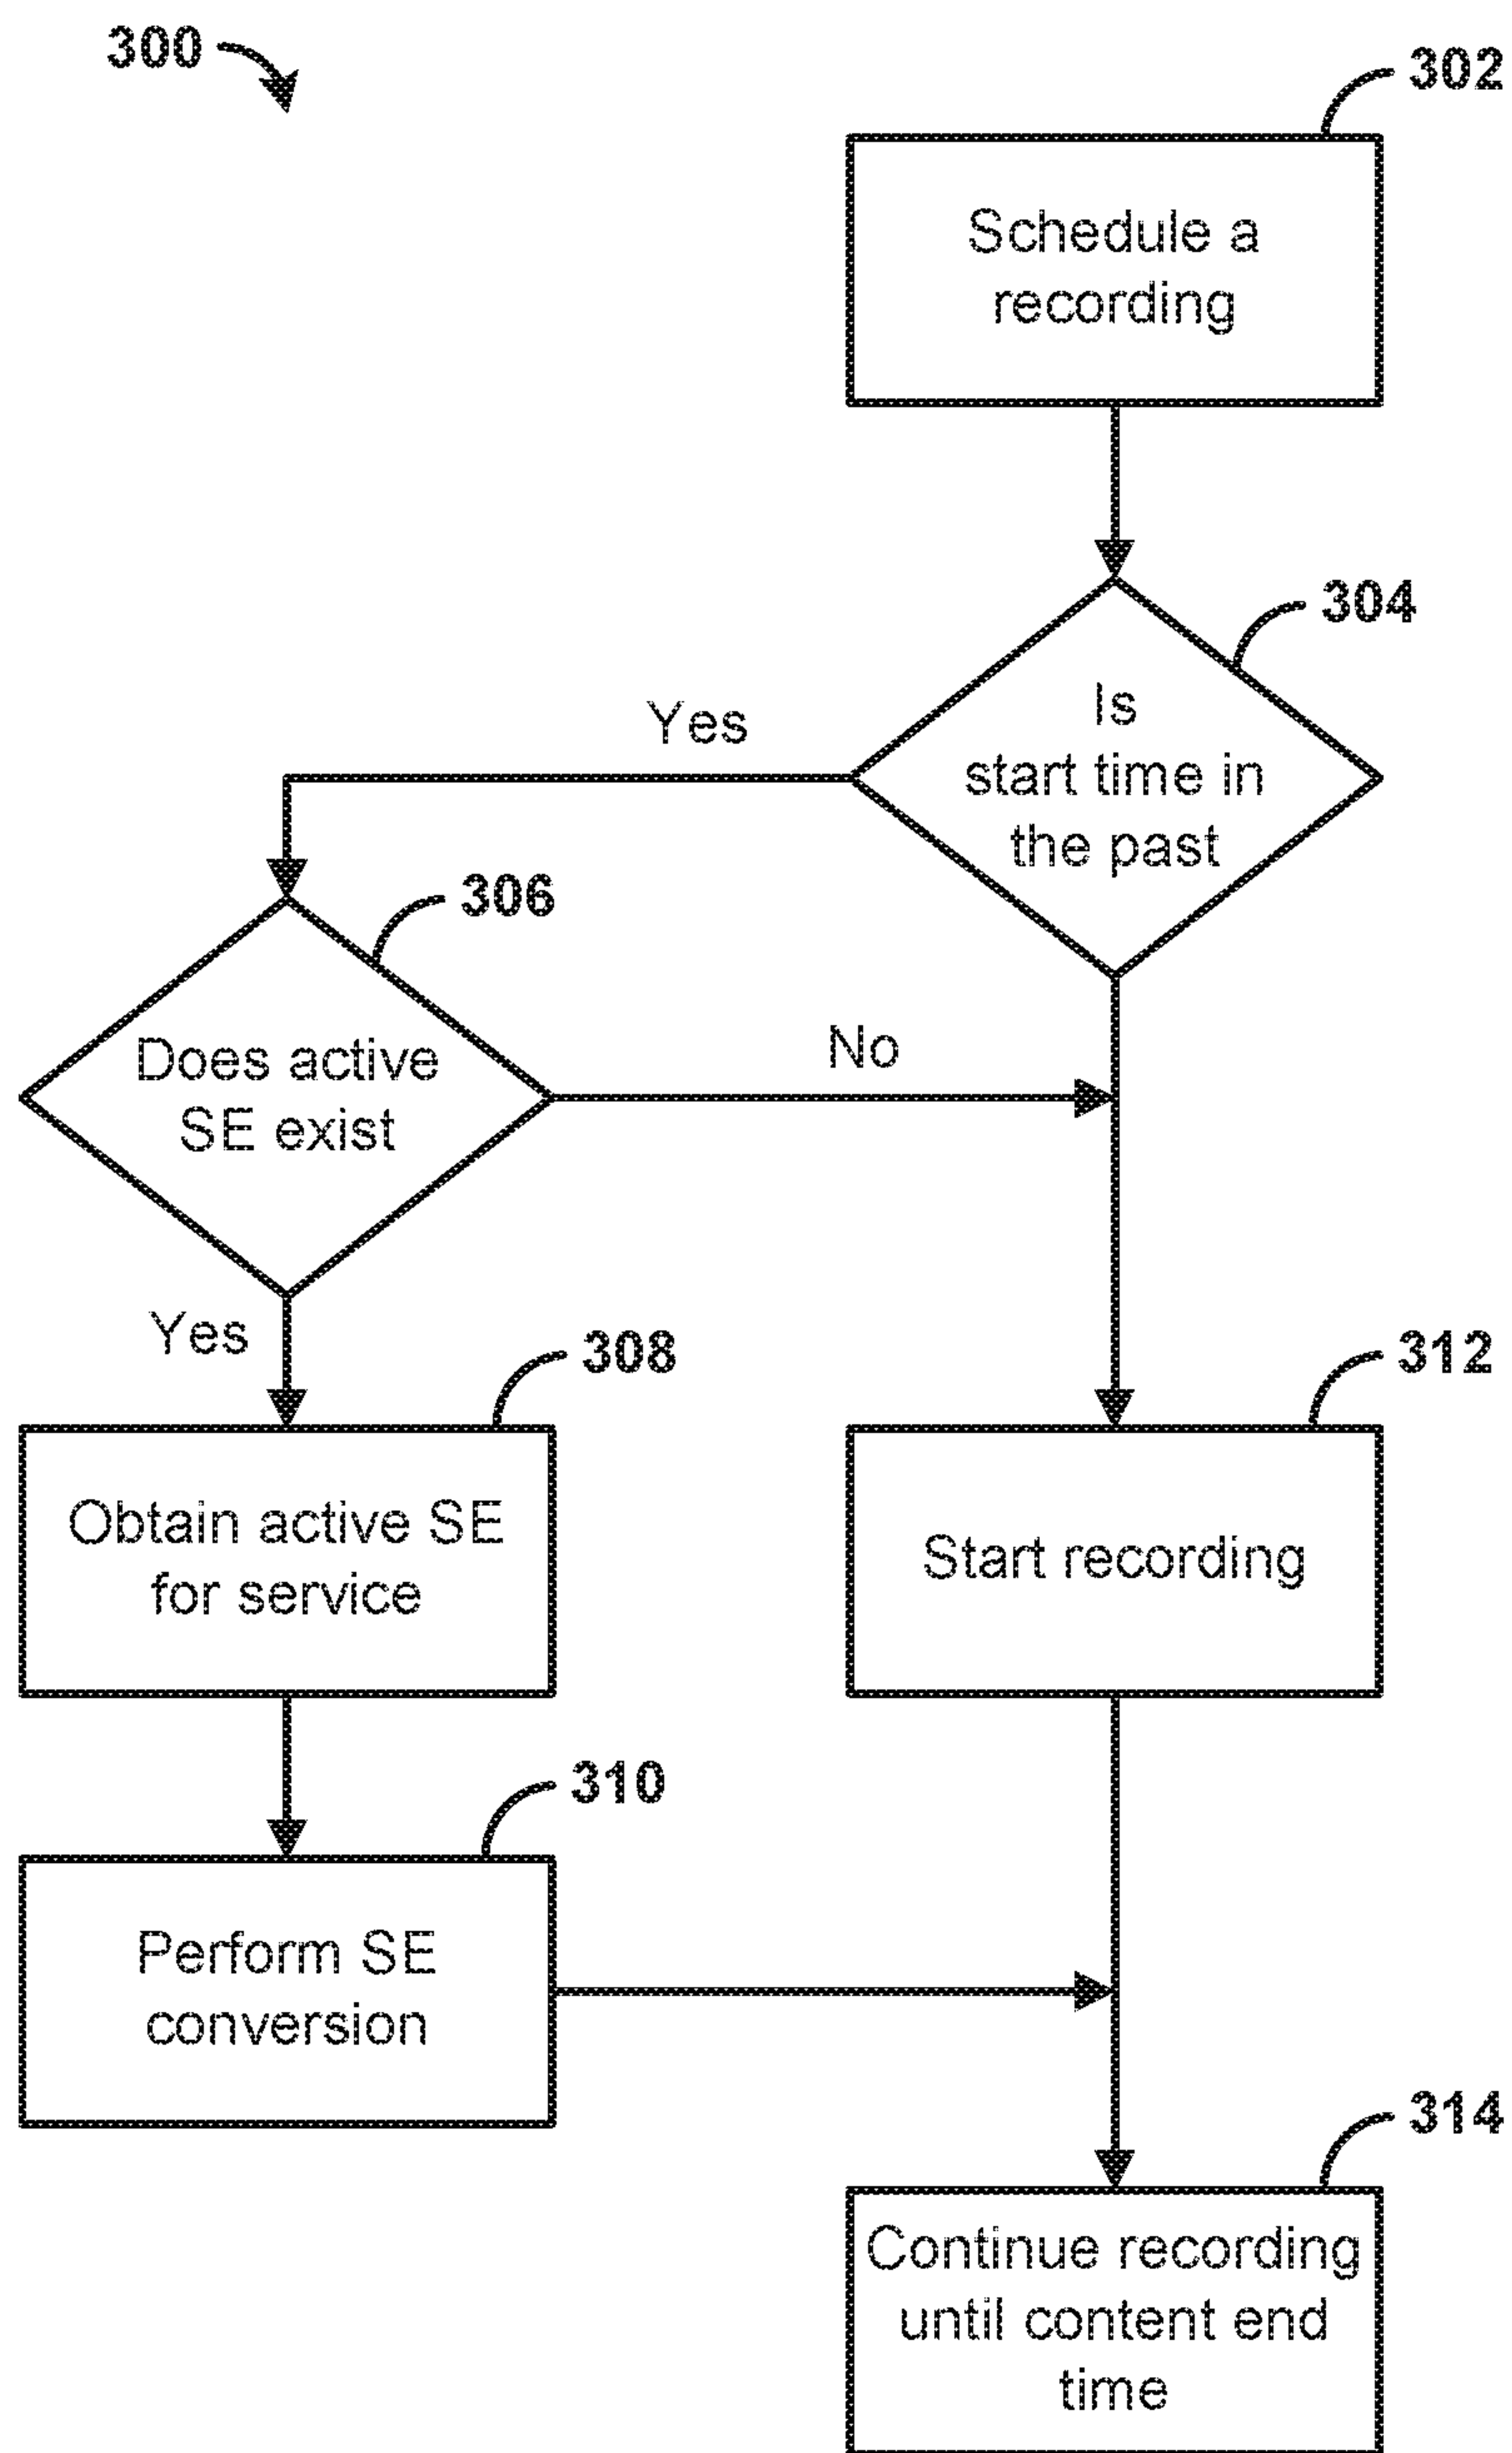 300
302
Schedule a
recording
304
Is
start time in
the past
Yes
306
Does active
SE exist
No
Yes
308
Obtain active SE
for service
312
Start recording
310
Perform SE
conversion
314
Continue recording
until content end
time